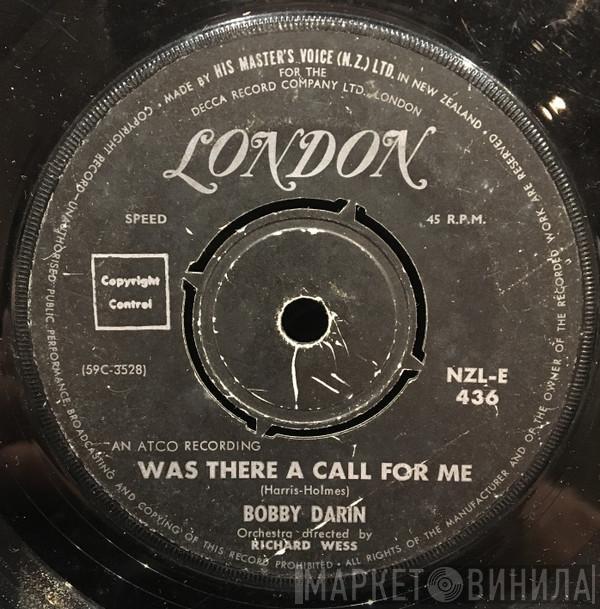 MADE BY HIS MASTER'S VOICE (N.Z.) LTD. IN NEW ZEALAND •
FOR THE
DECCA RECORD COMPANY LTD. LONDON
LONDON
SPEED
45 R.P.M.
Copyright
Control
(59C-3528)
NZL-E
436
AN ATCO RECORDING
WAS THERE A CALL FOR ME
(Harris-Holmes)
BOBBY DARIN
Orchestra directed by
RICHARD WESS
COPYRIGHT RECORD—UNAUTHORISED PUBLIC PERFORMANCE BROADCASTING AND COPYING OF THIS RECORD PROHIBITED • ALL RIGHTS OF THE MANUFACTURER AND OF THE OWNER OF THE RECORDED WORK ARE RESERVED •
МАРКЕТ ВИНИЛА